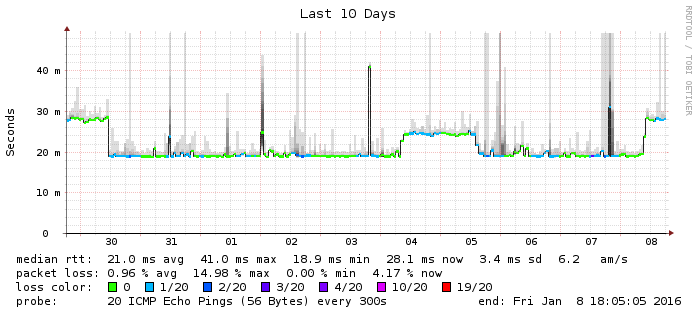 Last 10 Days
RRDTOOL / TOBI OETIKER
Seconds
40 m
30 m
20 m
10 m
0
30 31 01 02 03 04 05 06 07 08
median rtt: 21.0 ms avg 41.0 ms max 18.9 ms min 28.1 ms now 3.4 ms sd 6.2 am/s
packet loss: 0.96 % avg 14.98 % max 0.00 % min 4.17 % now
loss color: 0 1/20 2/20 3/20 4/20 10/20 19/20
probe: 20 ICMP Echo Pings (56 Bytes) every 300s end: Fri Jan 8 18:05:05 2016